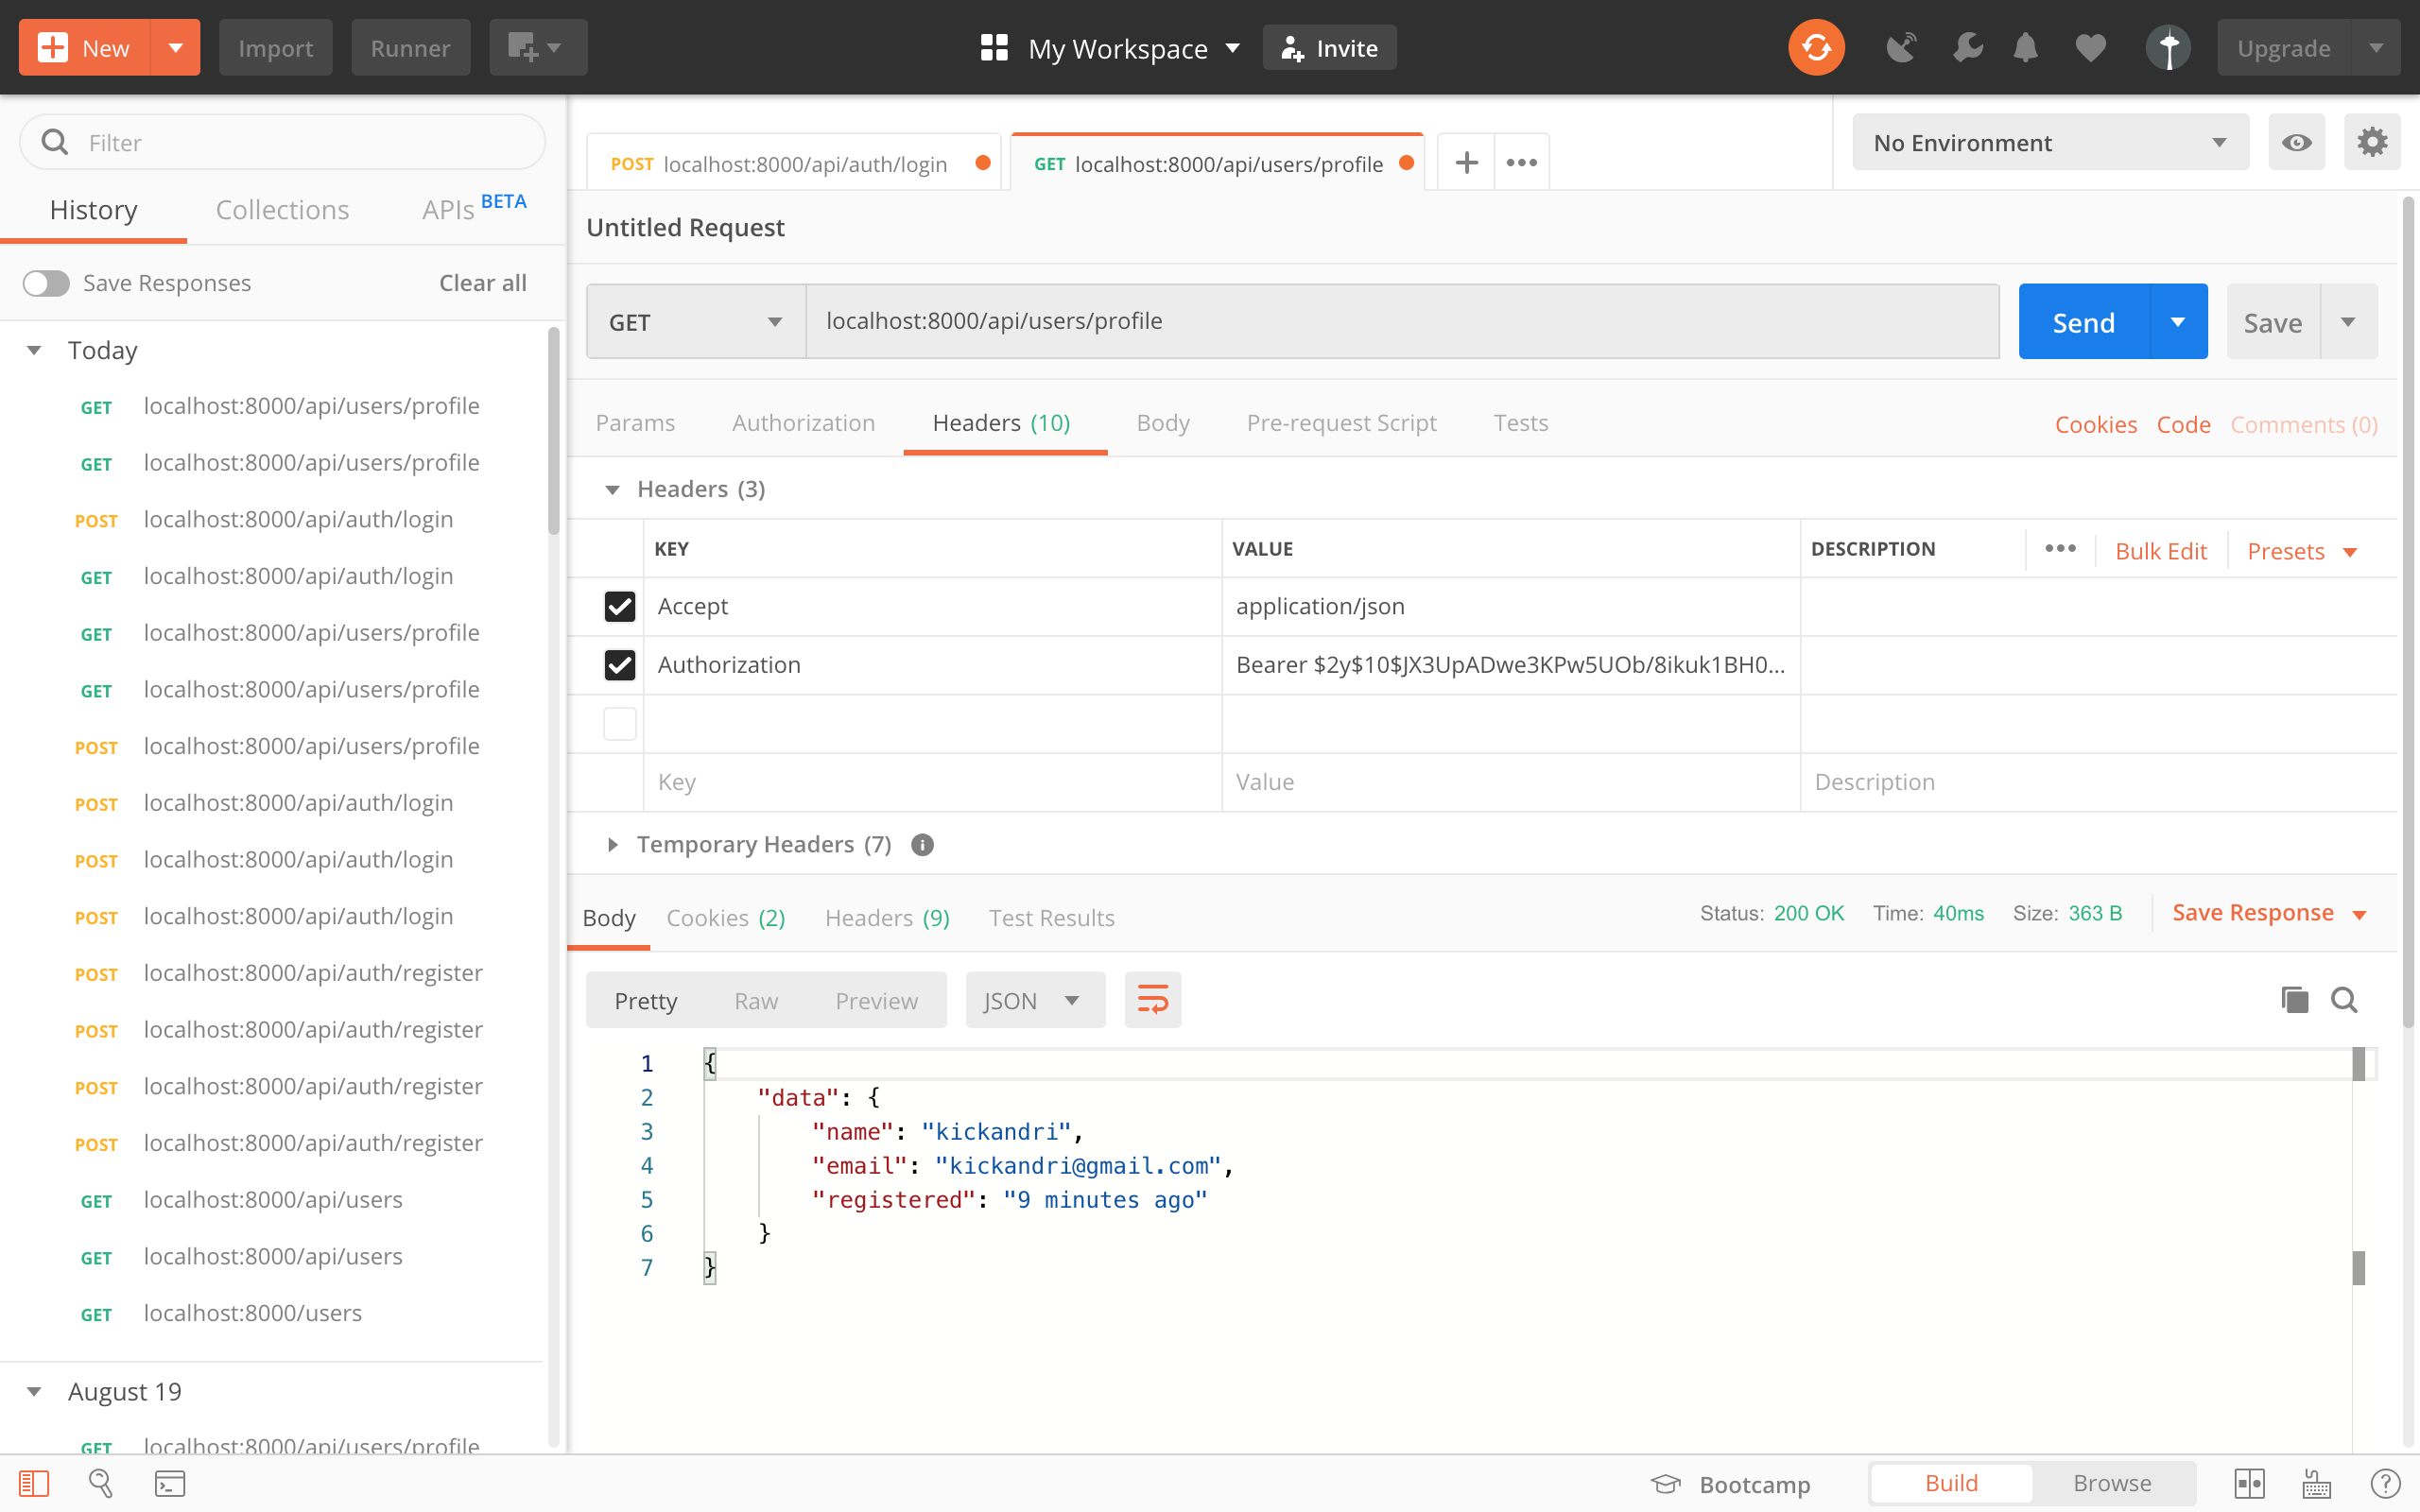 New
Import
Runner
My Workspace
Invite
Upgrade
Filter
History
Collections
APIs BETA
Save Responses
Clear all
Today
GET localhost:8000/api/users/profile
GET localhost:8000/api/users/profile
POST localhost:8000/api/auth/login
GET localhost:8000/api/auth/login
GET localhost:8000/api/users/profile
GET localhost:8000/api/users/profile
POST localhost:8000/api/users/profile
POST localhost:8000/api/auth/login
POST localhost:8000/api/auth/login
POST localhost:8000/api/auth/login
POST localhost:8000/api/auth/register
POST localhost:8000/api/auth/register
POST localhost:8000/api/auth/register
POST localhost:8000/api/auth/register
GET localhost:8000/api/users
GET localhost:8000/api/users
GET localhost:8000/users
August 19
GET localhost:8000/api/users/profile
POST localhost:8000/api/auth/login
GET localhost:8000/api/users/profile
No Environment
Untitled Request
GET
localhost:8000/api/users/profile
Send
Save
Params
Authorization
Headers (10)
Body
Pre-request Script
Tests
Cookies
Code
Comments (0)
Headers (3)
KEY
VALUE
DESCRIPTION
Bulk Edit
Presets
Accept
application/json
Authorization
Bearer $2y$10$JX3UpADwe3KPw5UOb/8ikuk1BH0...
Key
Value
Description
Temporary Headers (7)
Body
Cookies (2)
Headers (9)
Test Results
Status: 200 OK
Time: 40ms
Size: 363 B
Save Response
Pretty
Raw
Preview
JSON
1 {
2 "data": {
3 "name": "kickandri",
4 "email": "kickandri@gmail.com",
5 "registered": "9 minutes ago"
6 }
7 }
Bootcamp
Build
Browse